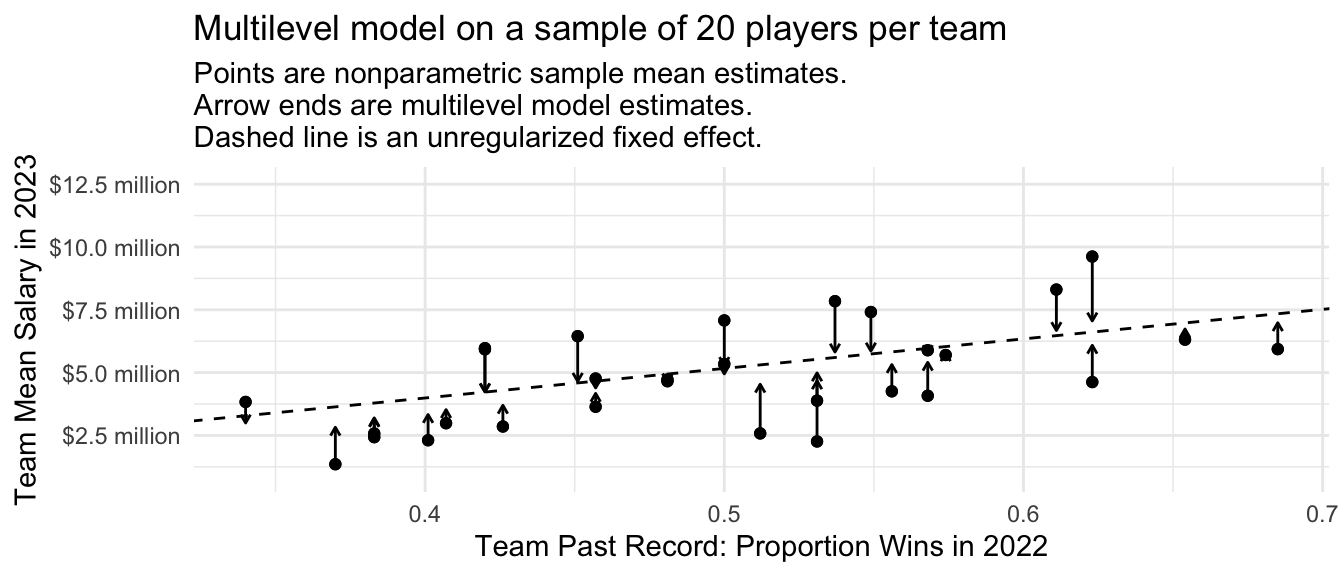 Multilevel model on a sample of 20 players per team
Points are nonparametric sample mean estimates.
Arrow ends are multilevel model estimates.
Dashed line is an unregularized fixed effect.
Team Mean Salary in 2023
$12.5 million
$10.0 million
$7.5 million
$5.0 million
$2.5 million
0.4
0.5
0.6
0.7
Team Past Record: Proportion Wins in 2022